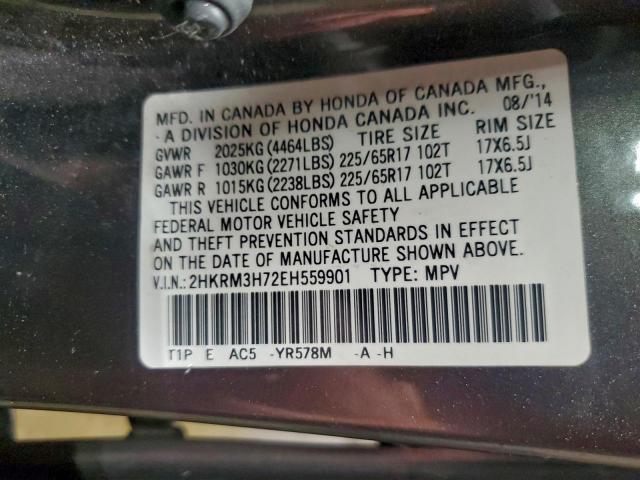 MFD. IN CANADA BY HONDA OF CANADA MFG.,
-A DIVISION OF HONDA CANADA INC. 08/'14
GVWR 2025KG(4464LBS) TIRE SIZE RIM SIZE
GAWR F 1030KG(2271LBS) 225/65R17 102T 17X6.5J
GAWR R 1015KG(2238LBS) 225/65R17 102T 17X6.5J
THIS VEHICLE CONFORMS TO ALL APPLICABLE
FEDERAL MOTOR VEHICLE SAFETY
AND THEFT PREVENTION STANDARDS IN EFFECT
ON THE DATE OF MANUFACTURE SHOWN ABOVE.
V.I.N.: 2HKRM3H72EH559901 TYPE: MPV
T1P E AC5 -YR578M -A -H